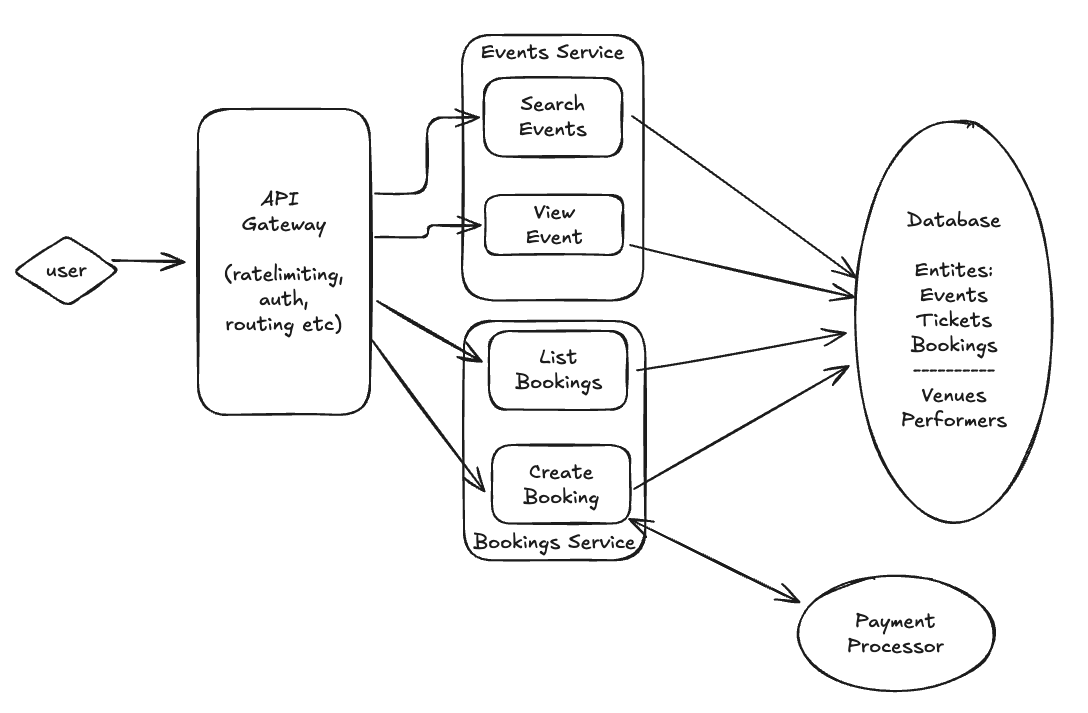 Events Service
Search
Events
View
Event
API
Gateway
(ratelimiting,
auth,
routing etc)
user
List
Bookings
Create
Booking
Bookings Service
Database
Entites:
Events
Tickets
Bookings
----------
Venues
Performers
Payment
Processor